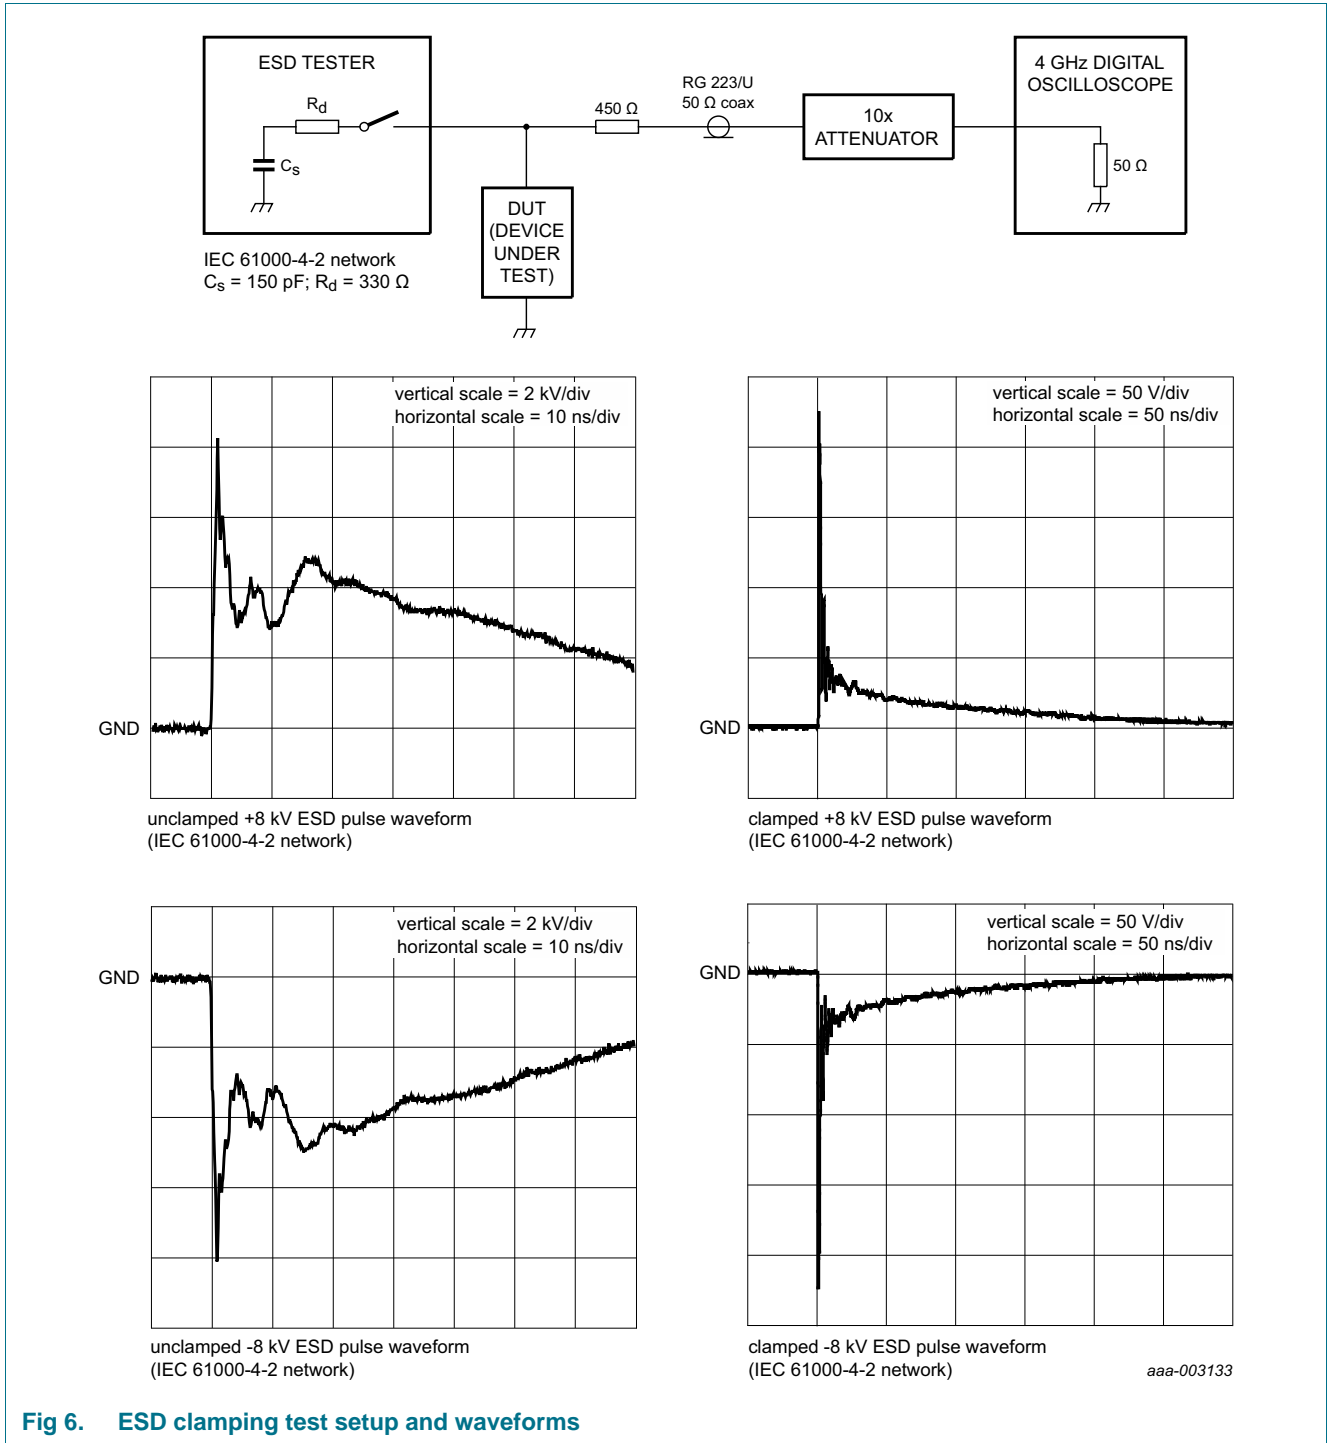 ESD TESTER
Rd
Cs
IEC 61000-4-2 network
Cs = 150 pF; Rd = 330 Ω
DUT
(DEVICE
UNDER
TEST)
450 Ω
RG 223/U
50 Ω coax
10x
ATTENUATOR
4 GHz DIGITAL
OSCILLOSCOPE
50 Ω
vertical scale = 2 kV/div
horizontal scale = 10 ns/div
GND
unclamped +8 kV ESD pulse waveform
(IEC 61000-4-2 network)
vertical scale = 50 V/div
horizontal scale = 50 ns/div
GND
clamped +8 kV ESD pulse waveform
(IEC 61000-4-2 network)
vertical scale = 2 kV/div
horizontal scale = 10 ns/div
GND
unclamped -8 kV ESD pulse waveform
(IEC 61000-4-2 network)
vertical scale = 50 V/div
horizontal scale = 50 ns/div
GND
clamped -8 kV ESD pulse waveform
(IEC 61000-4-2 network)
aaa-003133
Fig 6. ESD clamping test setup and waveforms